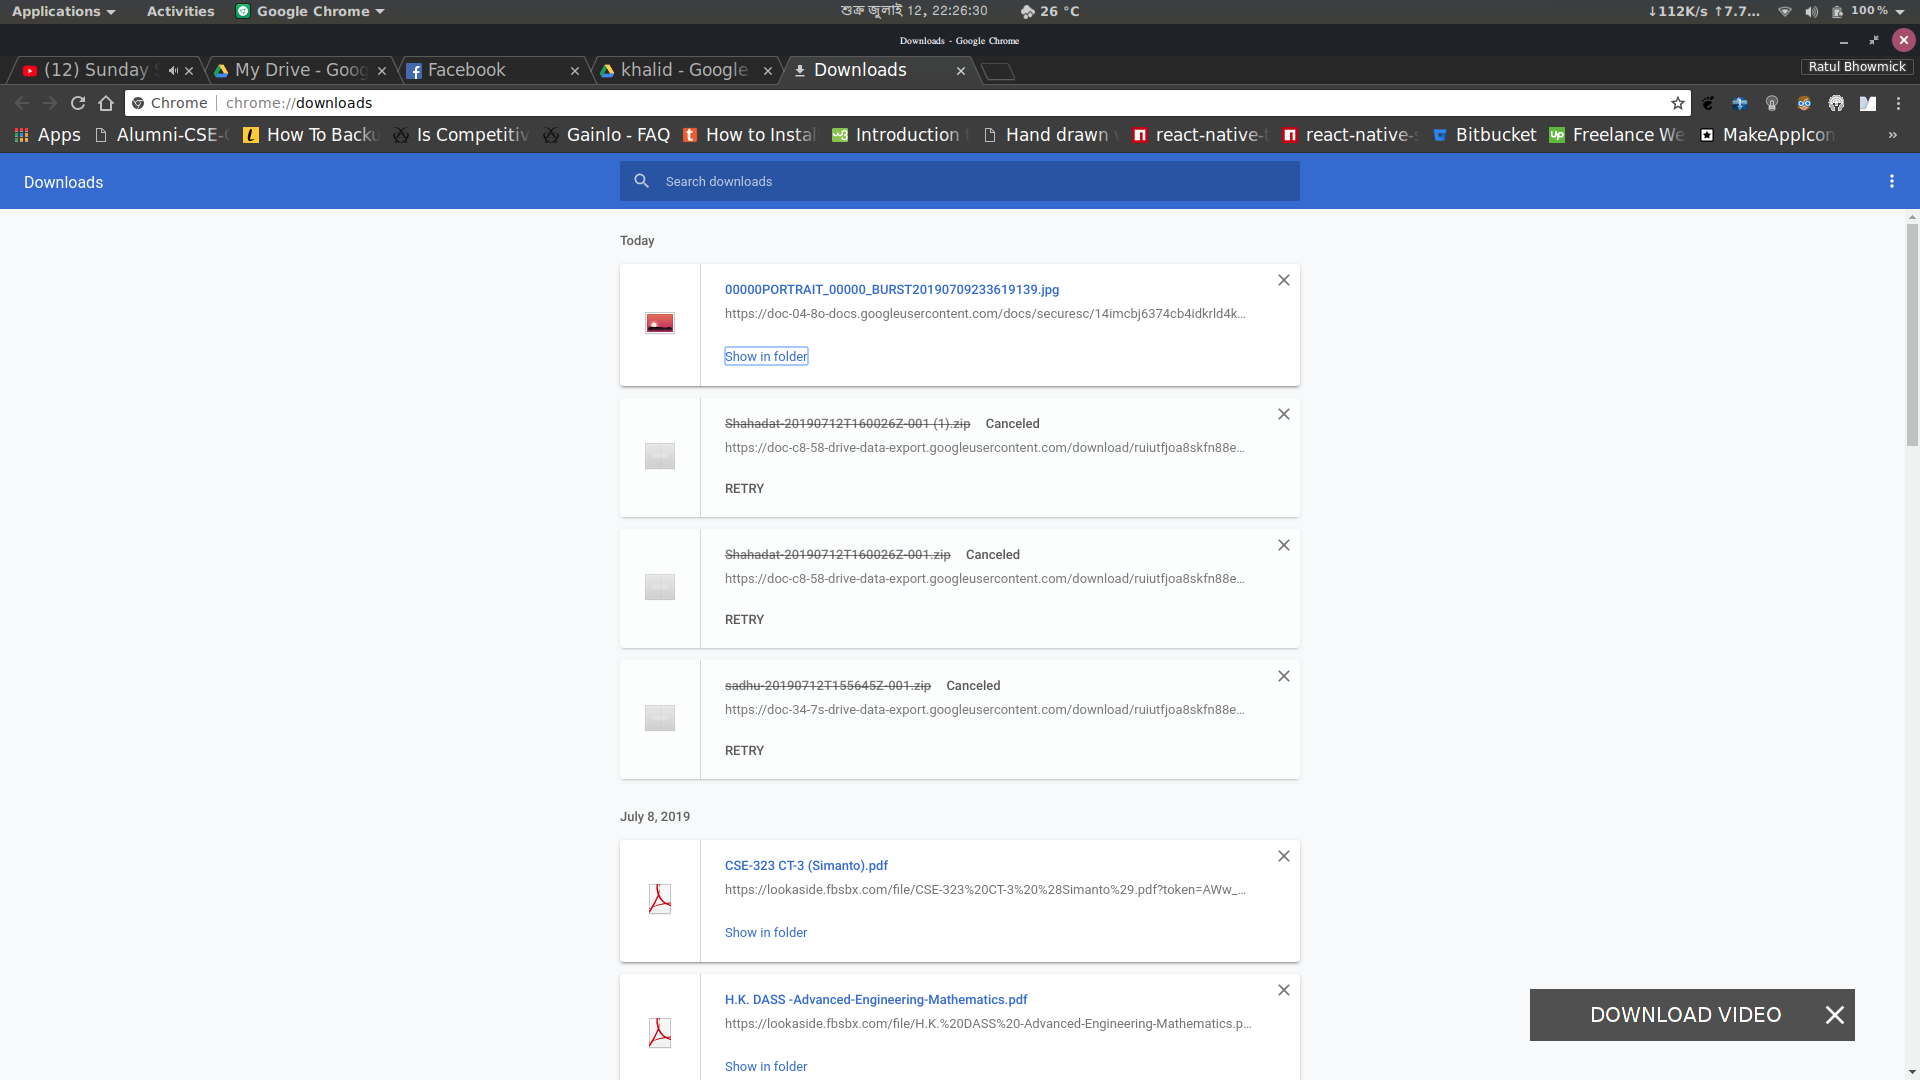 Applications Activities Google Chrome শুক্র জুলাই 12, 22:26:30 26 °C ↓112K/s ↑7.7... 100 %
Downloads - Google Chrome
(12) Sunday My Drive - Goog Facebook khalid - Google Downloads Ratul Bhowmick
Chrome chrome://downloads
Apps Alumni-CSE- How To Backu Is Competitiv Gainlo - FAQ How to Instal Introduction Hand drawn react-native- react-native- Bitbucket Freelance We MakeAppIcon »
Downloads Search downloads
Today
00000PORTRAIT_00000_BURST20190709233619139.jpg
https://doc-04-8o-docs.googleusercontent.com/docs/securesc/14imcbj6374cb4idkrld4k...
Show in folder
Shahadat-20190712T160026Z-001 (1).zip Canceled
https://doc-c8-58-drive-data-export.googleusercontent.com/download/ruiutfjoa8skfn88e...
RETRY
Shahadat-20190712T160026Z-001.zip Canceled
https://doc-c8-58-drive-data-export.googleusercontent.com/download/ruiutfjoa8skfn88e...
RETRY
sadhu-20190712T155645Z-001.zip Canceled
https://doc-34-7s-drive-data-export.googleusercontent.com/download/ruiutfjoa8skfn88e...
RETRY
July 8, 2019
CSE-323 CT-3 (Simanto).pdf
https://lookaside.fbsbx.com/file/CSE-323%20CT-3%20%28Simanto%29.pdf?token=AWw_...
Show in folder
H.K. DASS -Advanced-Engineering-Mathematics.pdf
https://lookaside.fbsbx.com/file/H.K.%20DASS%20-Advanced-Engineering-Mathematics.p...
Show in folder
DOWNLOAD VIDEO